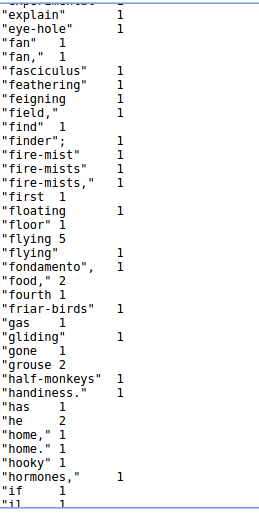 "explain" 1
"eye-hole" 1
"fan" 1
"fan," 1
"fasciculus" 1
"feathering" 1
"feigning 1
"field," 1
"find" 1
"finder"; 1
"fire-mist" 1
"fire-mists" 1
"fire-mists," 1
"first 1
"floating 1
"floor" 1
"flying 5
"flying" 1
"fondamento", 1
"food," 2
"fourth 1
"friar-birds" 1
"gas 1
"gliding" 1
"gone 1
"grouse 2
"half-monkeys" 1
"handiness." 1
"has 1
"he 2
"home," 1
"home." 1
"hooky" 1
"hormones," 1
"if 1